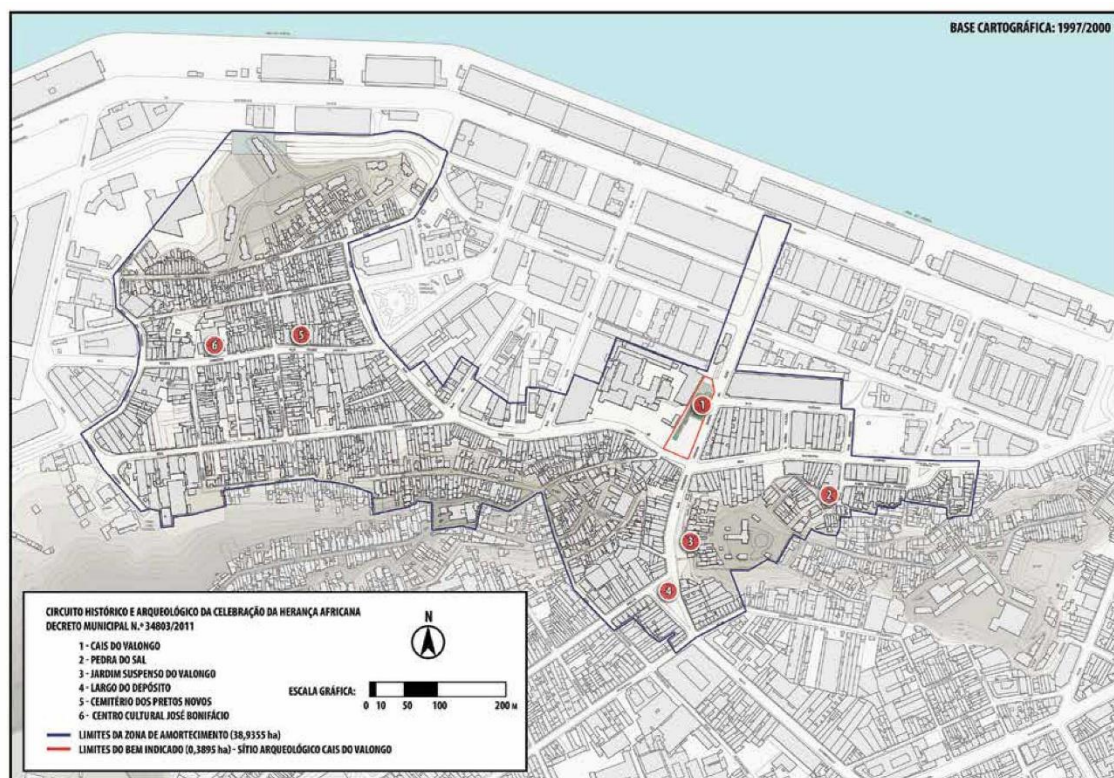 BASE CARTOGRÁFICA: 1997/2000
6
5
1
2
3
4
CIRCUITO HISTÓRICO E ARQUEOLÓGICO DA CELEBRAÇÃO DA HERANÇA AFRICANA
DECRETO MUNICIPAL N.º 34803/2011
1 - CAIS DO VALONGO
2 - PEDRA DO SAL
3 - JARDIM SUSPENSO DO VALONGO
4 - LARGO DO DEPÓSITO
5 - CEMITÉRIO DOS PRETOS NOVOS
6 - CENTRO CULTURAL JOSÉ BONIFÁCIO
N
ESCALA GRÁFICA:
0 10 50 100 200 M
LIMITES DA ZONA DE AMORTECIMENTO (38,9355 ha)
LIMITES DO BEM INDICADO (0,3895 ha) - SÍTIO ARQUEOLÓGICO CAIS DO VALONGO